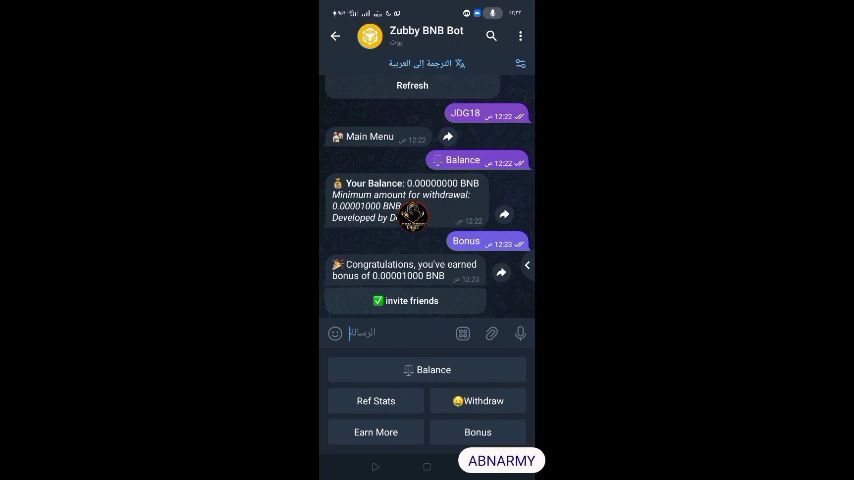 ١٢:٢٣
Zubby BNB Bot
بوت
الترجمة إلى العربية
Refresh
JDG18
12:22 ص
Main Menu
12:22 ص
Balance
12:22 ص
Your Balance: 0.00000000 BNB
Minimum amount for withdrawal:
0.00001000 BNB
Developed by
12:22 ص
Bonus
12:23 ص
Congratulations, you've earned
bonus of 0.00001000 BNB
12:23 ص
invite friends
الرسالة
Balance
Ref Stats
Withdraw
Earn More
Bonus
ABNARMY